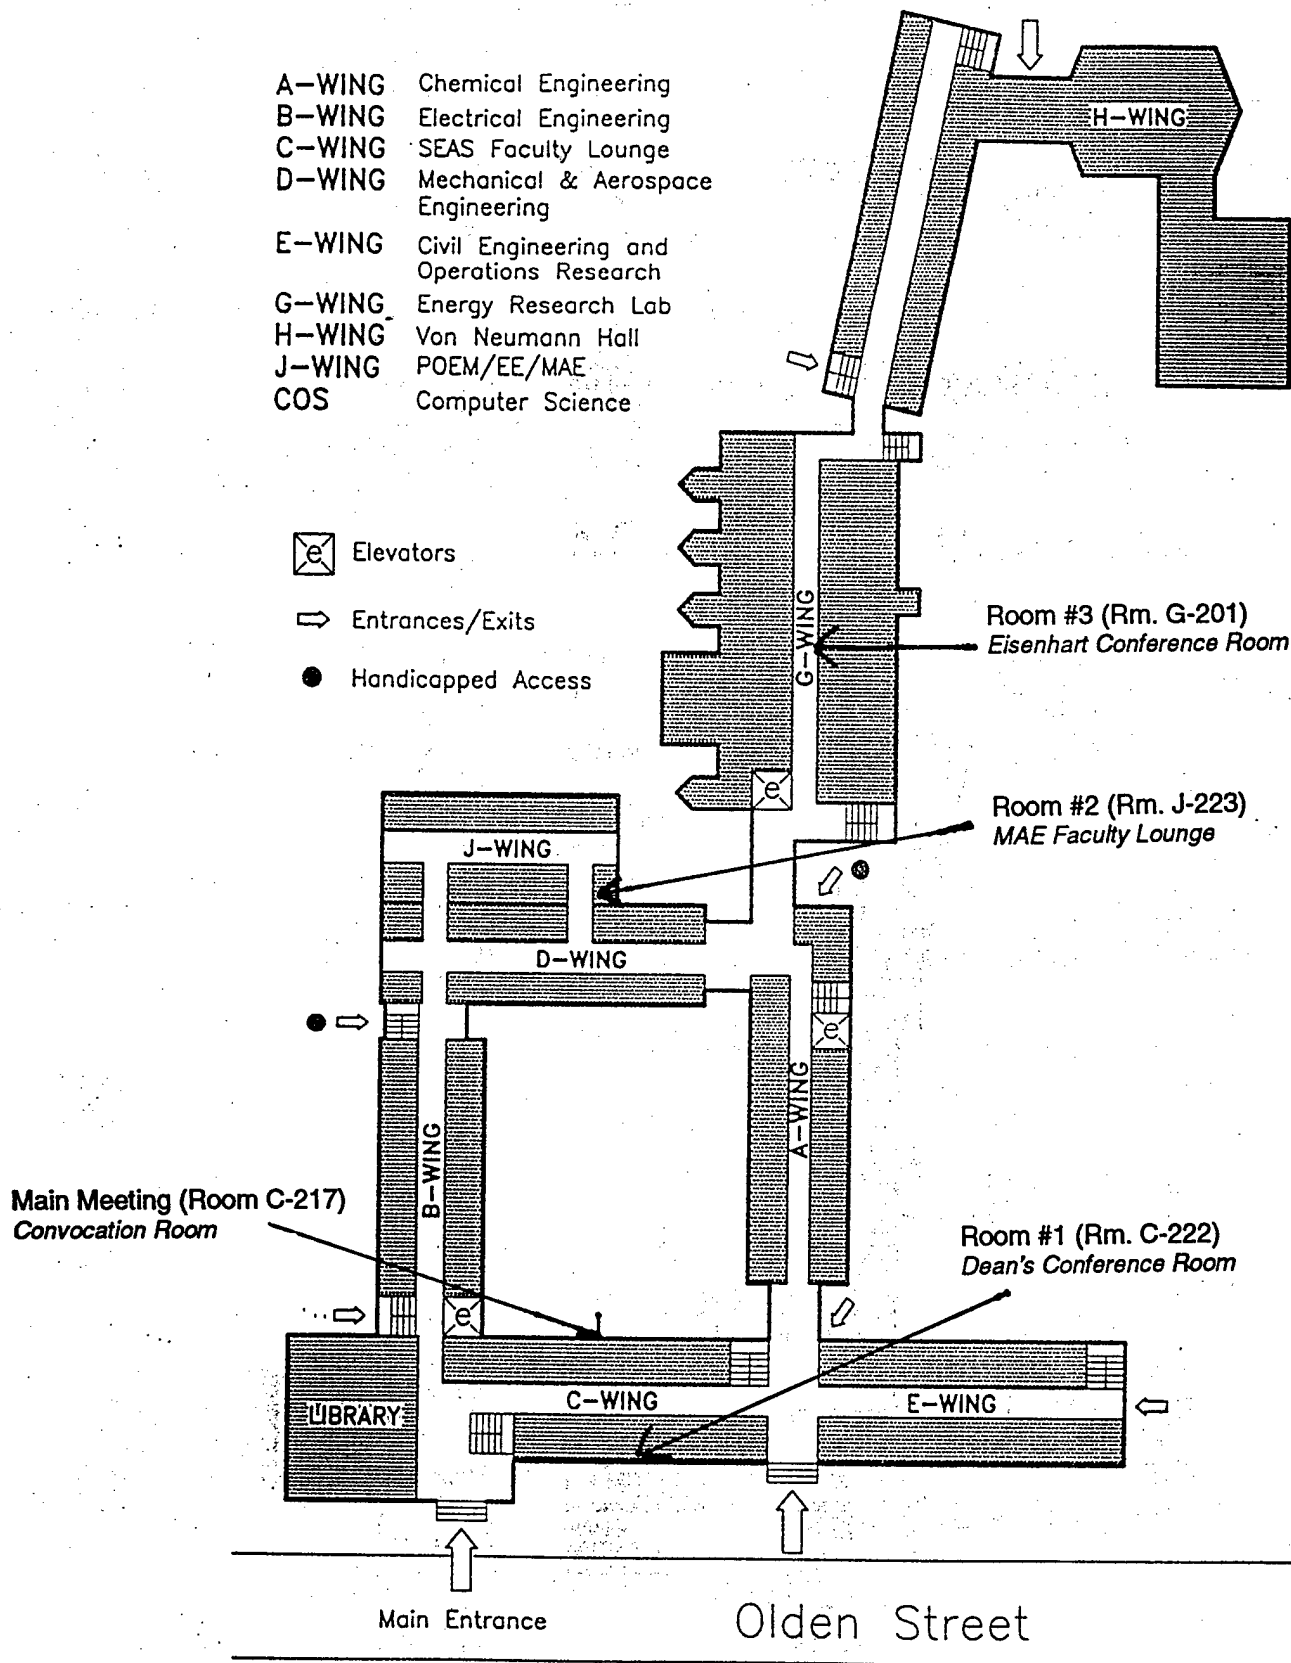 A-WING Chemical Engineering
B-WING Electrical Engineering
C-WING SEAS Faculty Lounge
D-WING Mechanical & Aerospace
Engineering
E-WING Civil Engineering and
Operations Research
G-WING Energy Research Lab
H-WING Von Neumann Hall
J-WING POEM/EE/MAE
COS Computer Science
H-WING
e Elevators
Entrances/Exits
Handicapped Access
G-WING
Room #3 (Rm. G-201)
Eisenhart Conference Room
e
Room #2 (Rm. J-223)
MAE Faculty Lounge
J-WING
D-WING
e
A-WING
B-WING
Main Meeting (Room C-217)
Convocation Room
Room #1 (Rm. C-222)
Dean's Conference Room
e
C-WING
E-WING
LIBRARY
Main Entrance
Olden Street